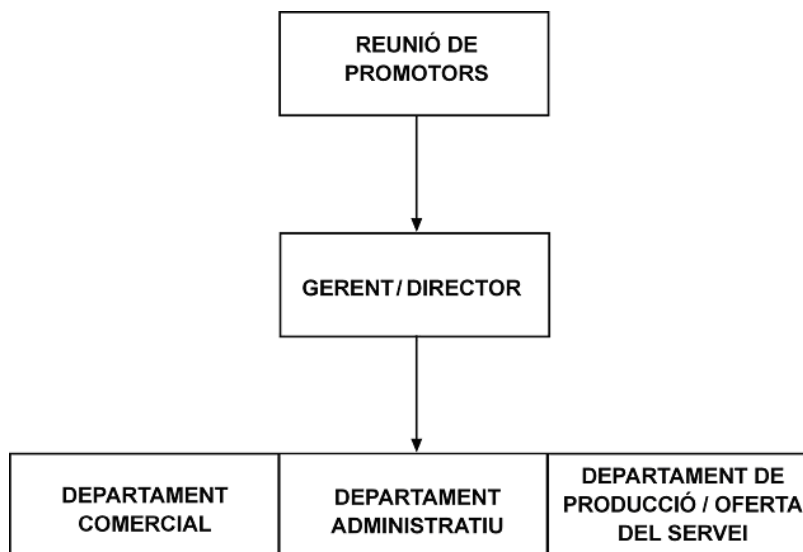 REUNIÓ DE
PROMOTORS
GERENT / DIRECTOR
DEPARTAMENT
COMERCIAL
DEPARTAMENT
ADMINISTRATIU
DEPARTAMENT DE
PRODUCCIÓ / OFERTA
DEL SERVEI